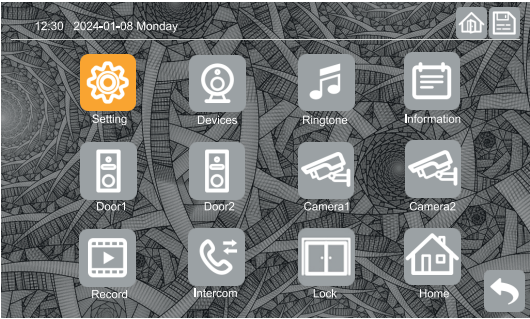 12:30 2024-01-08 Monday
Setting Devices Ringtone Information
Door1 Door2 Camera1 Camera2
Record Intercom Lock Home